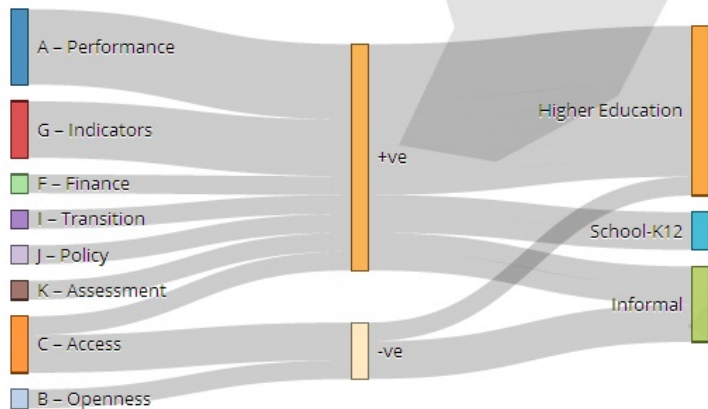 A – Performance
G – Indicators
F – Finance
I – Transition
J – Policy
K – Assessment
C – Access
B – Openness
+ve
-ve
Higher Education
School-K12
Informal